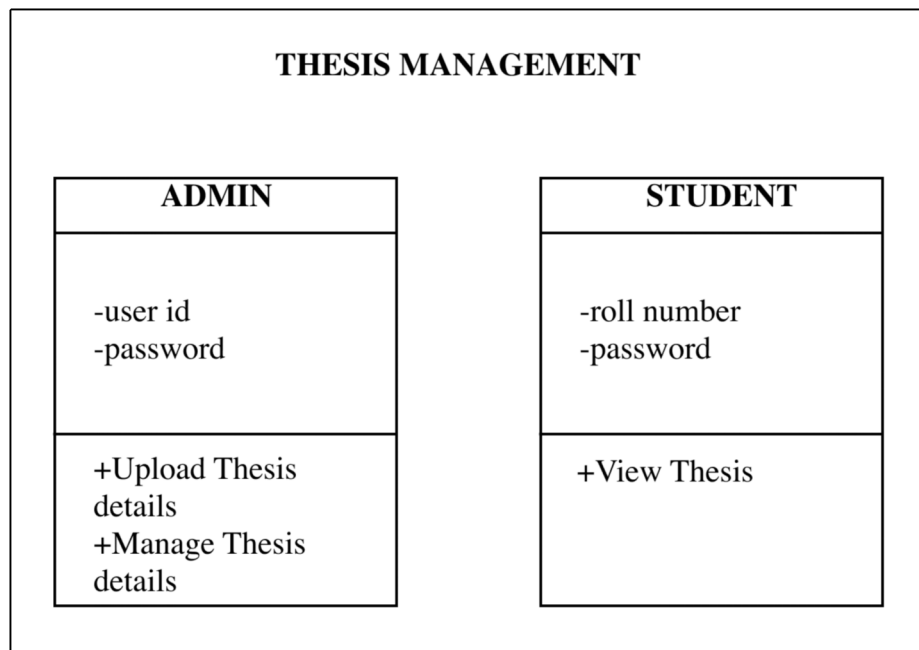 THESIS MANAGEMENT
ADMIN
-user id
-password
+Upload Thesis
details
+Manage Thesis
details
STUDENT
-roll number
-password
+View Thesis